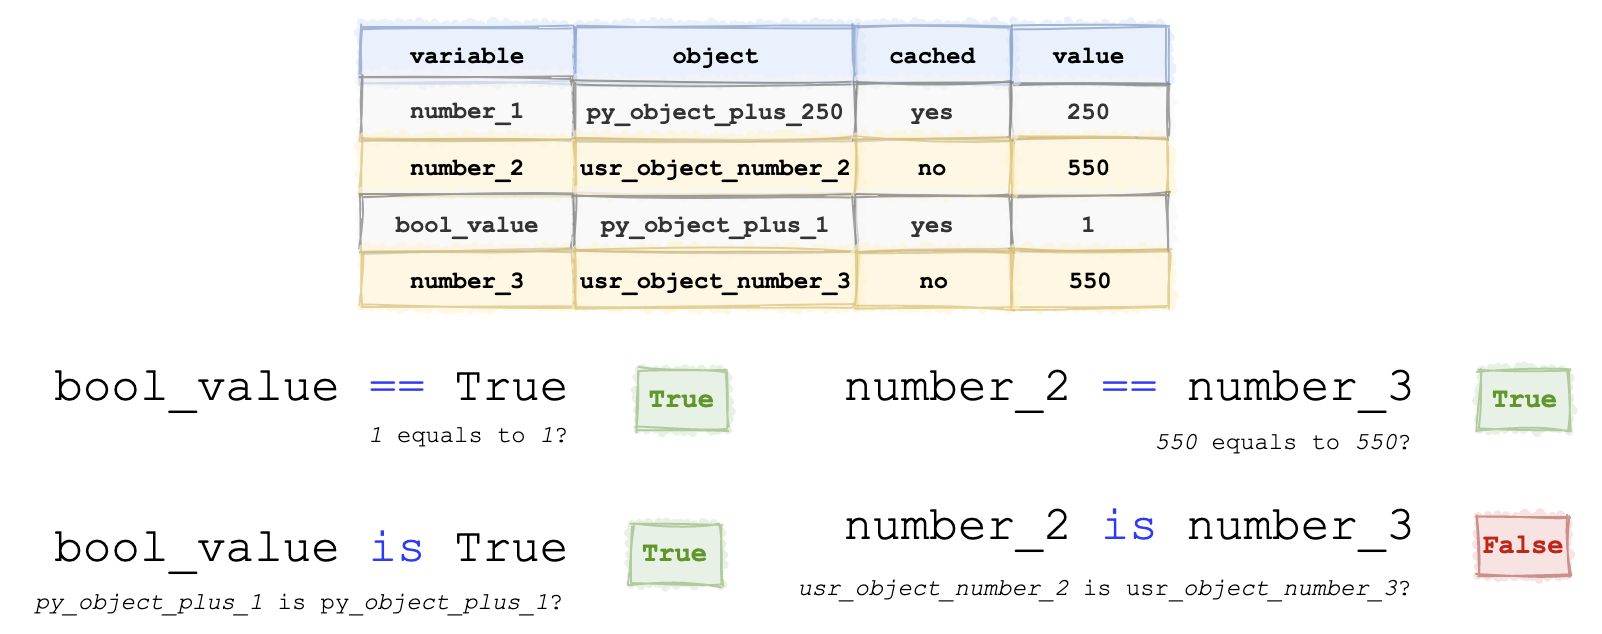 variable object cached value
number_1 py_object_plus_250 yes 250
number_2 usr_object_number_2 no 550
bool_value py_object_plus_1 yes 1
number_3 usr_object_number_3 no 550
bool_value == True True
1 equals to 1?
number_2 == number_3 True
550 equals to 550?
bool_value is True True
py_object_plus_1 is py_object_plus_1?
number_2 is number_3 False
usr_object_number_2 is usr_object_number_3?